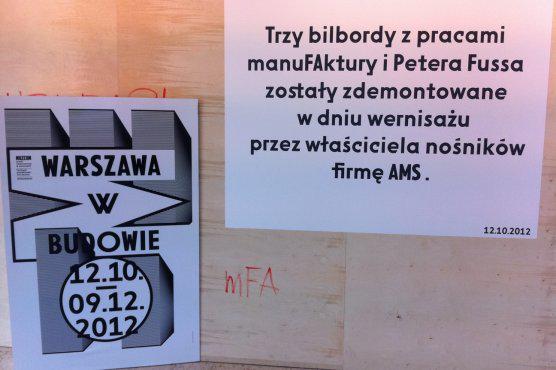 Trzy bilbordy z pracami
manuFAktury i Petera Fussa
zostały zdemontowane
w dniu wernisażu
przez właściciela nośników
firmę AMS .
12.10.2012
WARSZAWA
W
BUDOWIE
12.10.–
09.12.
2012
mFA